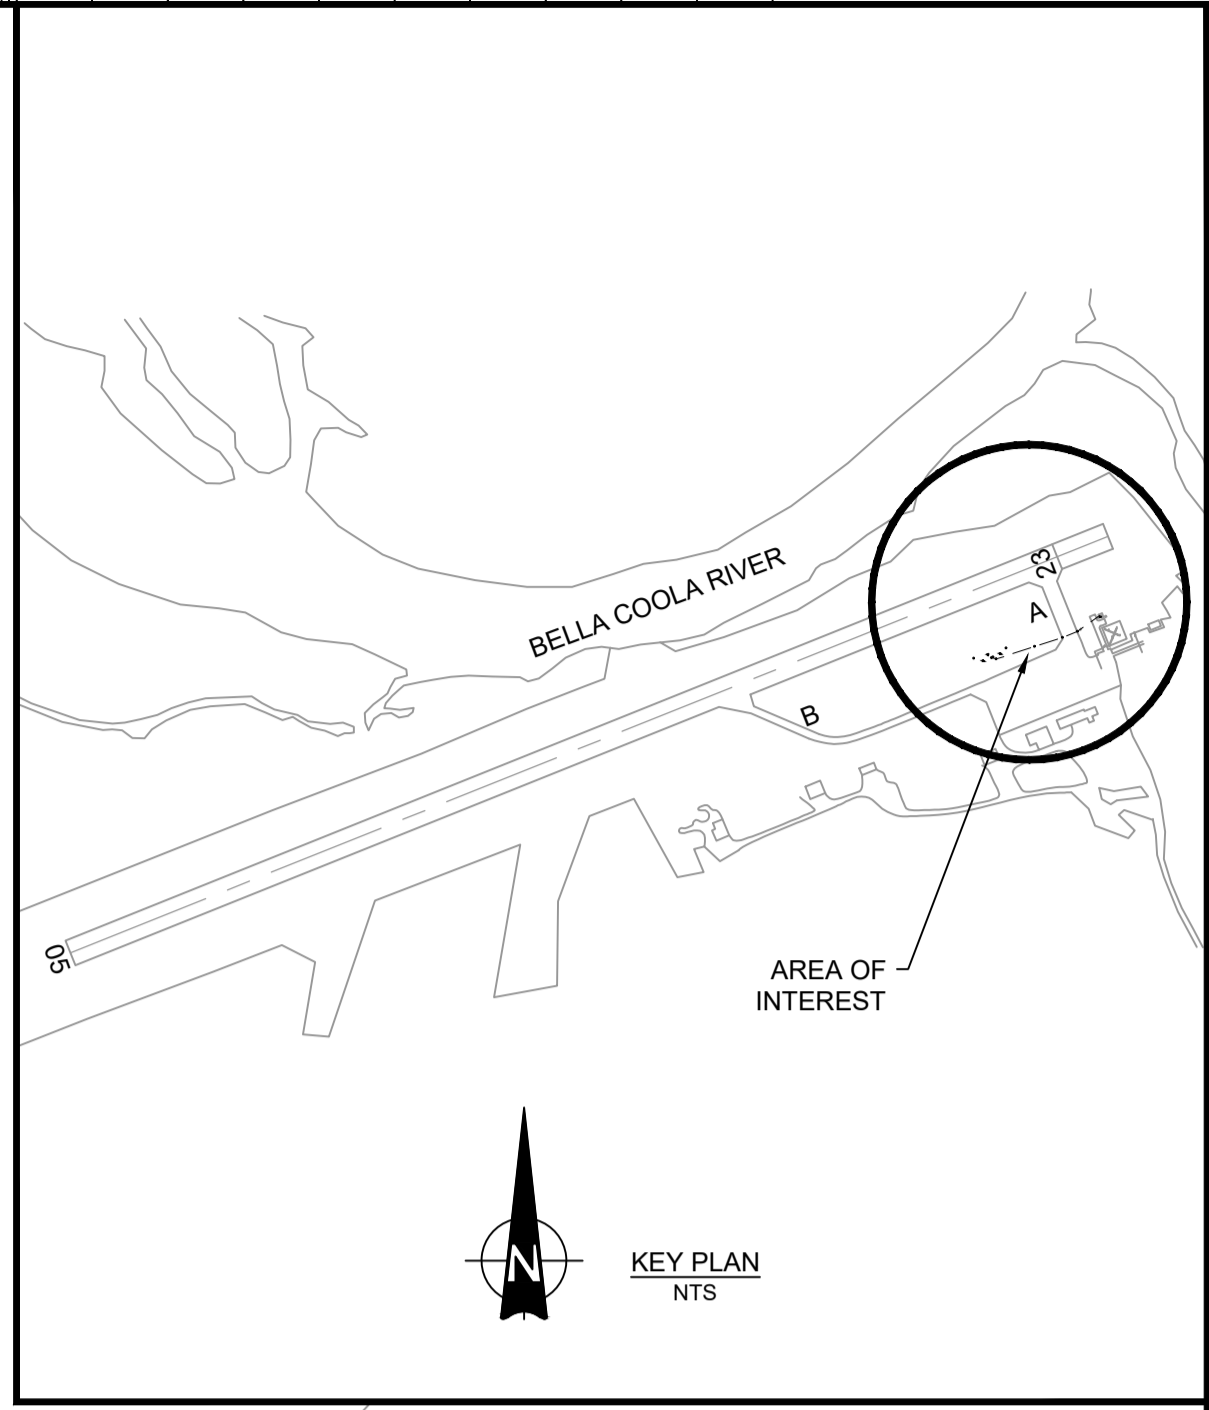 BELLA COOLA RIVER
23
A
B
05
AREA OF
INTEREST
N
KEY PLAN
NTS